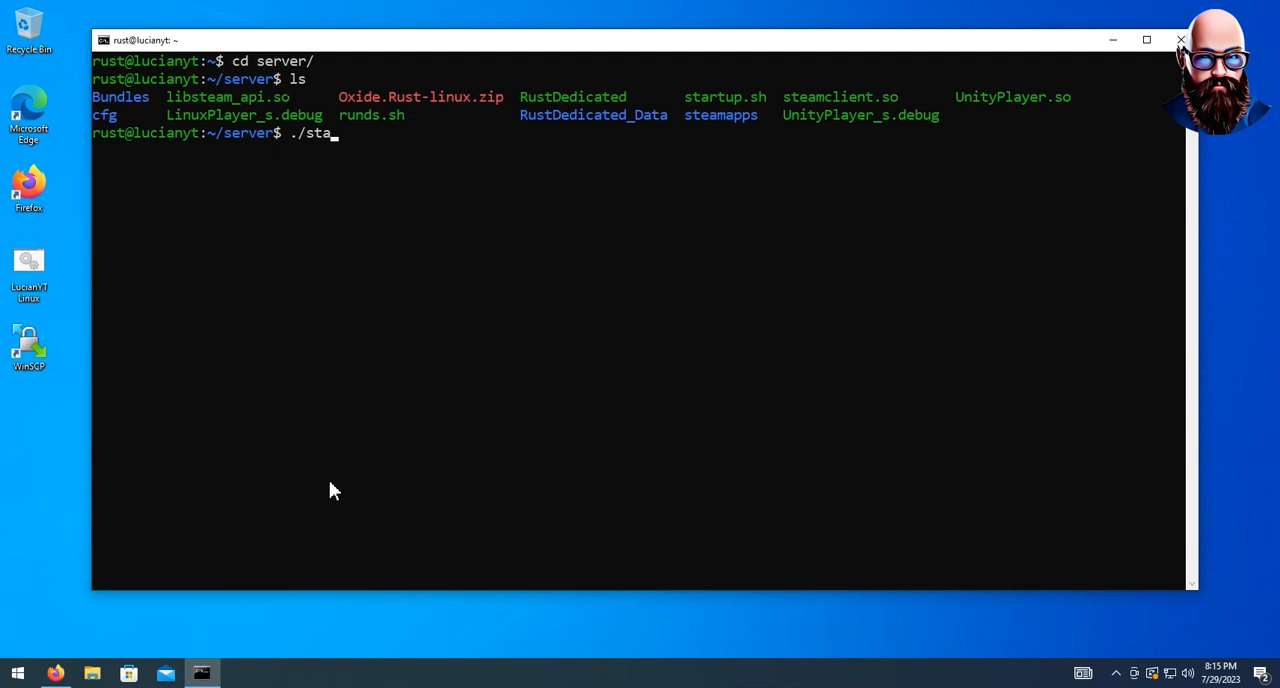 Recycle Bin
Microsoft
Edge
Firefox
LucianYT
Linux
WinSCP
rust@lucianyt: ~
rust@lucianyt:~$ cd server/
rust@lucianyt:~/server$ ls
Bundles libsteam_api.so Oxide.Rust-linux.zip RustDedicated startup.sh steamclient.so UnityPlayer.so
cfg LinuxPlayer_s.debug runds.sh RustDedicated_Data steamapps UnityPlayer_s.debug
rust@lucianyt:~/server$ ./sta_
8:15 PM
7/29/2023
2